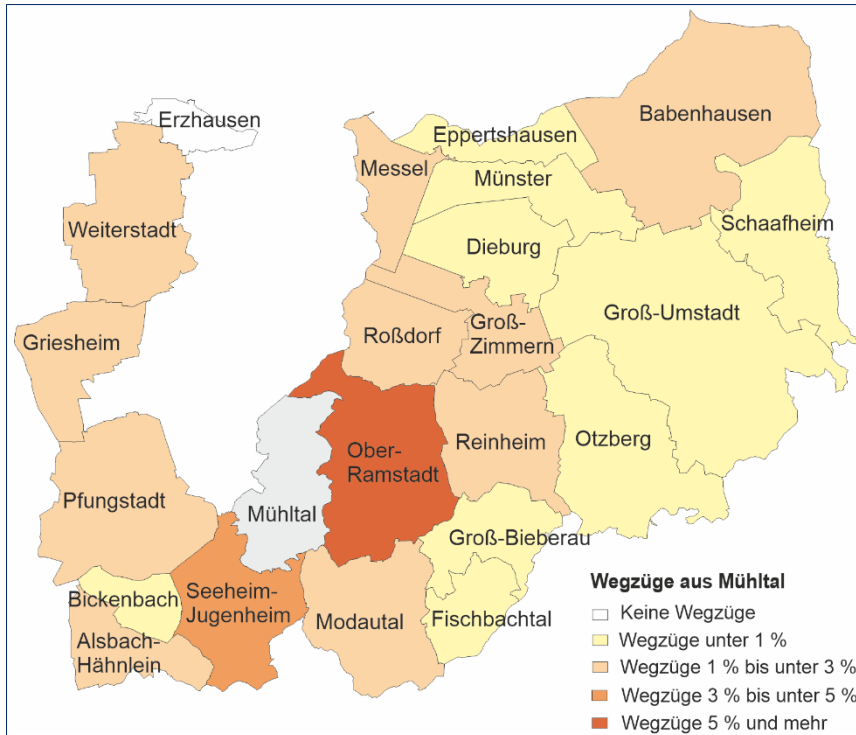 Erzhausen
Babenhausen
Eppertshausen
Messel
Münster
Schaafheim
Weiterstadt
Dieburg
Groß-Umstadt
Griesheim
Roßdorf
Groß-
Zimmern
Ober-
Ramstadt
Reinheim
Otzberg
Pfungstadt
Mühltal
Groß-Bieberau
Bickenbach
Seeheim-
Jugenheim
Modautal
Fischbachtal
Alsbach-
Hähnlein
Wegzüge aus Mühltal
Keine Wegzüge
Wegzüge unter 1 %
Wegzüge 1 % bis unter 3 %
Wegzüge 3 % bis unter 5 %
Wegzüge 5 % und mehr